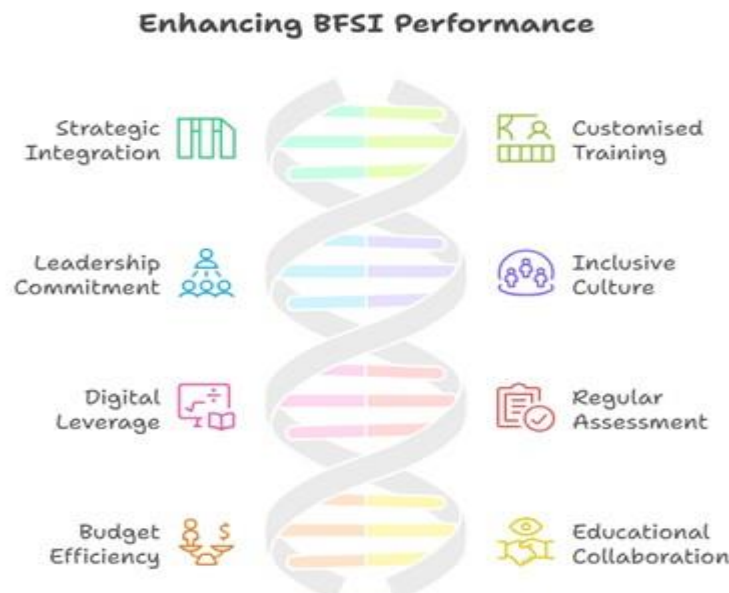 Enhancing BFSI Performance
Strategic
Integration
Customised
Training
Leadership
Commitment
Inclusive
Culture
Digital
Leverage
Regular
Assessment
Budget
Efficiency
Educational
Collaboration